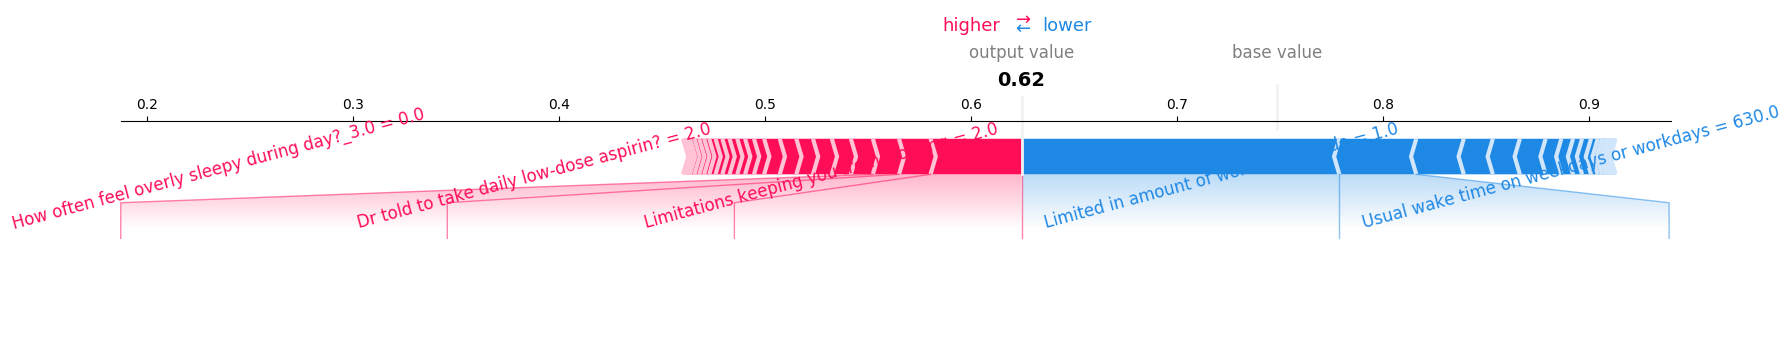 higher ⇄ lower
output value
base value
0.62
0.2 0.3 0.4 0.5 0.6 0.7 0.8 0.9
How often feel overly sleepy during day?_3.0 = 0.0
Dr told to take daily low-dose aspirin? = 2.0
Limitations keeping you = 2.0
Limited in amount of = 1.0
Usual wake time on weekdays or workdays = 630.0